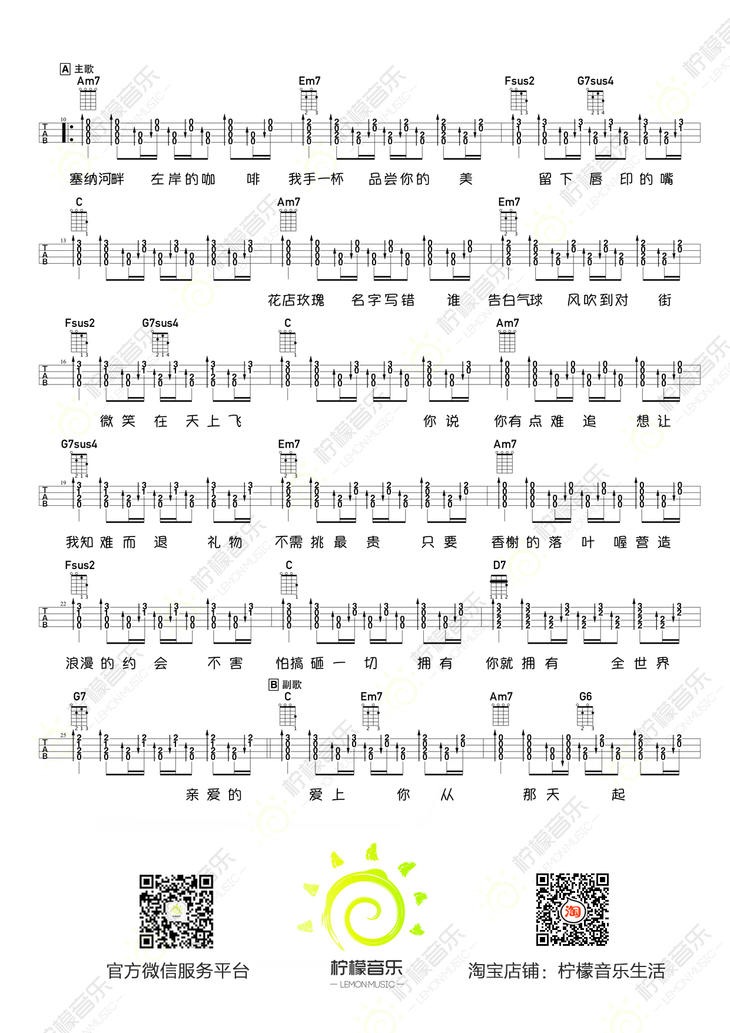 A 主歌
Am7 Em7 Fsus2 G7sus4
10
塞纳河畔 左岸的咖 啡 我手一杯 品尝你的 美 留下唇 印的嘴
C Am7 Em7
13
花店玫瑰 名字写错 谁 告白气球 风吹到对 街
Fsus2 G7sus4 C Am7
16
微笑在天上飞 你说 你有点难 追 想让
G7sus4 Em7 Am7
19
我知难而退 礼物 不需挑最 贵 只要 香榭的落 叶 喔营造
Fsus2 C D7
22
浪漫的约 会 不害 怕搞砸一切 拥有 你就拥有 全世界
B 副歌
G7 C Em7 Am7 G6
25
亲爱的 爱上 你从 那天 起
柠檬音乐
LEMONMUSIC
官方微信服务平台
淘
淘宝店铺：柠檬音乐生活